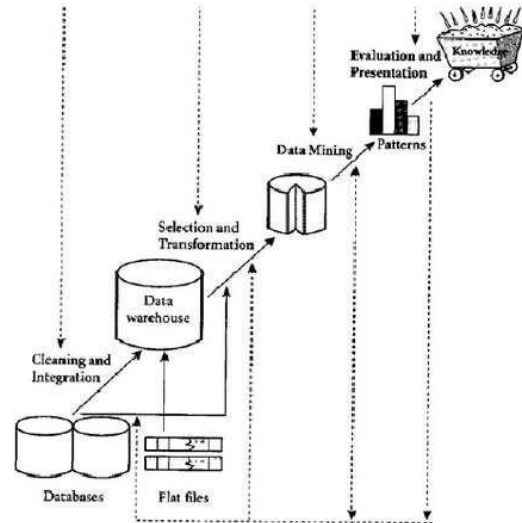 Evaluation and
Presentation
Knowledge
Patterns
Data Mining
Selection and
Transformation
Data
warehouse
Cleaning and
Integration
Databases
Flat files